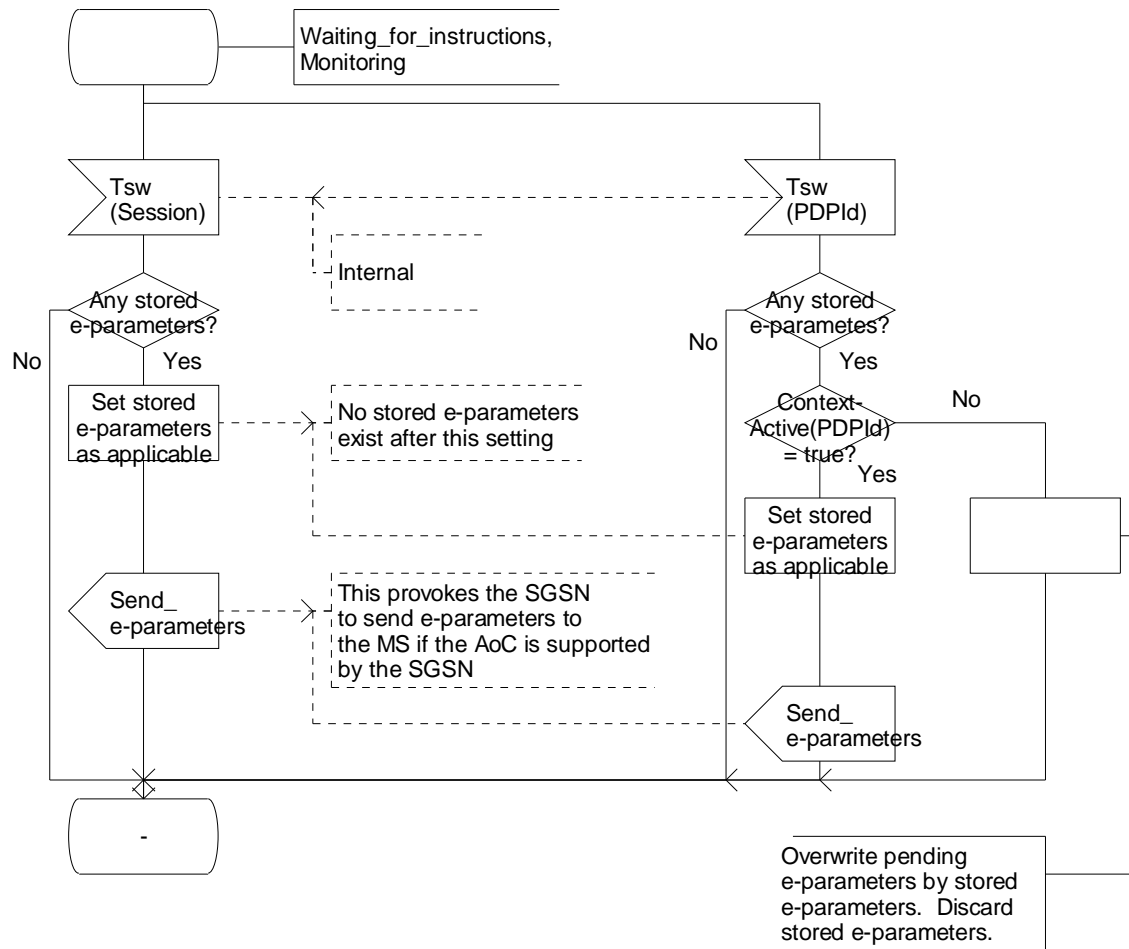 Waiting_for_instructions,
Monitoring
Tsw
(Session)
Tsw
(PDPId)
Internal
Any stored
e-parameters?
Any stored
e-parametes?
No
Yes
No
Yes
Set stored
e-parameters
as applicable
No stored e-parameters
exist after this setting
Context-
Active(PDPId)
= true?
No
Yes
Set stored
e-parameters
as applicable
Send_
e-parameters
This provokes the SGSN
to send e-parameters to
the MS if the AoC is supported
by the SGSN
Send_
e-parameters
-
Overwrite pending
e-parameters by stored
e-parameters.  Discard
stored e-parameters.